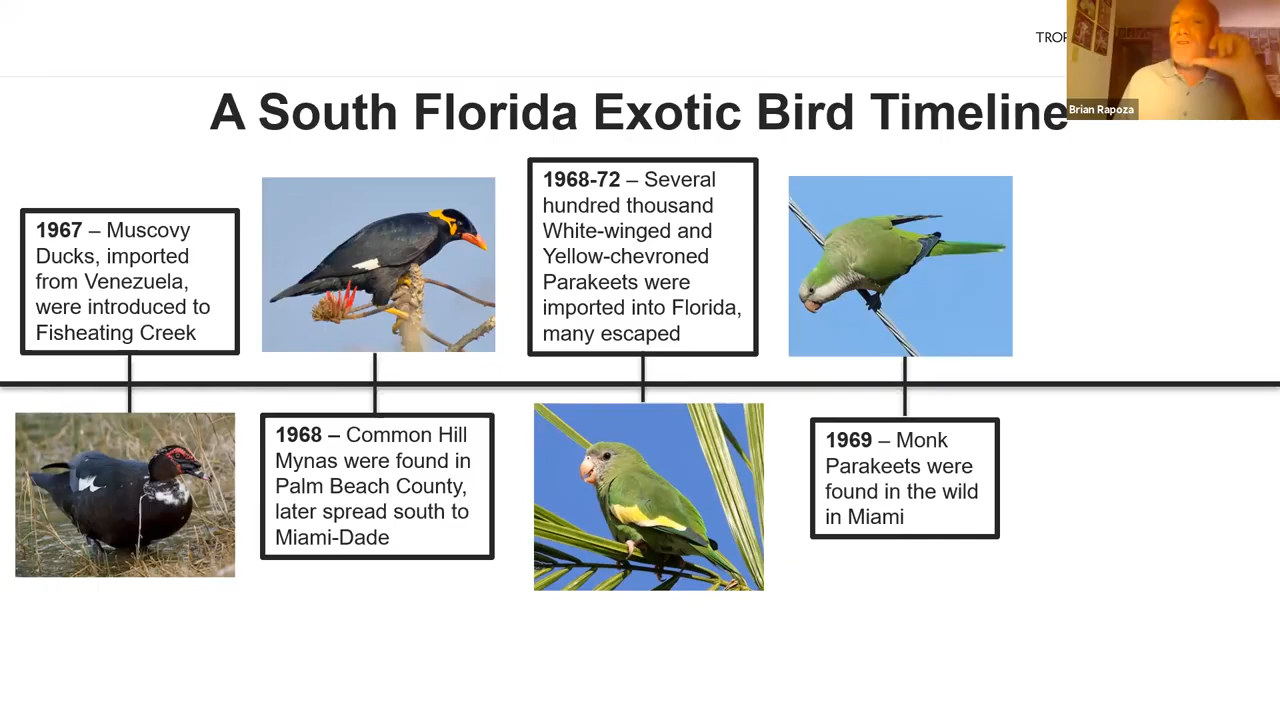 TROP
Brian Rapoza
A South Florida Exotic Bird Timeline
1967 – Muscovy
Ducks, imported
from Venezuela,
were introduced to
Fisheating Creek
1968 – Common Hill
Mynas were found in
Palm Beach County,
later spread south to
Miami-Dade
1968-72 – Several
hundred thousand
White-winged and
Yellow-chevroned
Parakeets were
imported into Florida,
many escaped
1969 – Monk
Parakeets were
found in the wild
in Miami